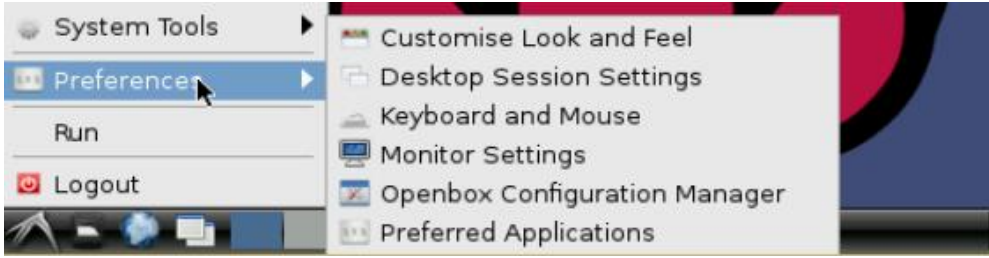 System Tools
Preferences
Run
Logout
Customise Look and Feel
Desktop Session Settings
Keyboard and Mouse
Monitor Settings
Openbox Configuration Manager
Preferred Applications